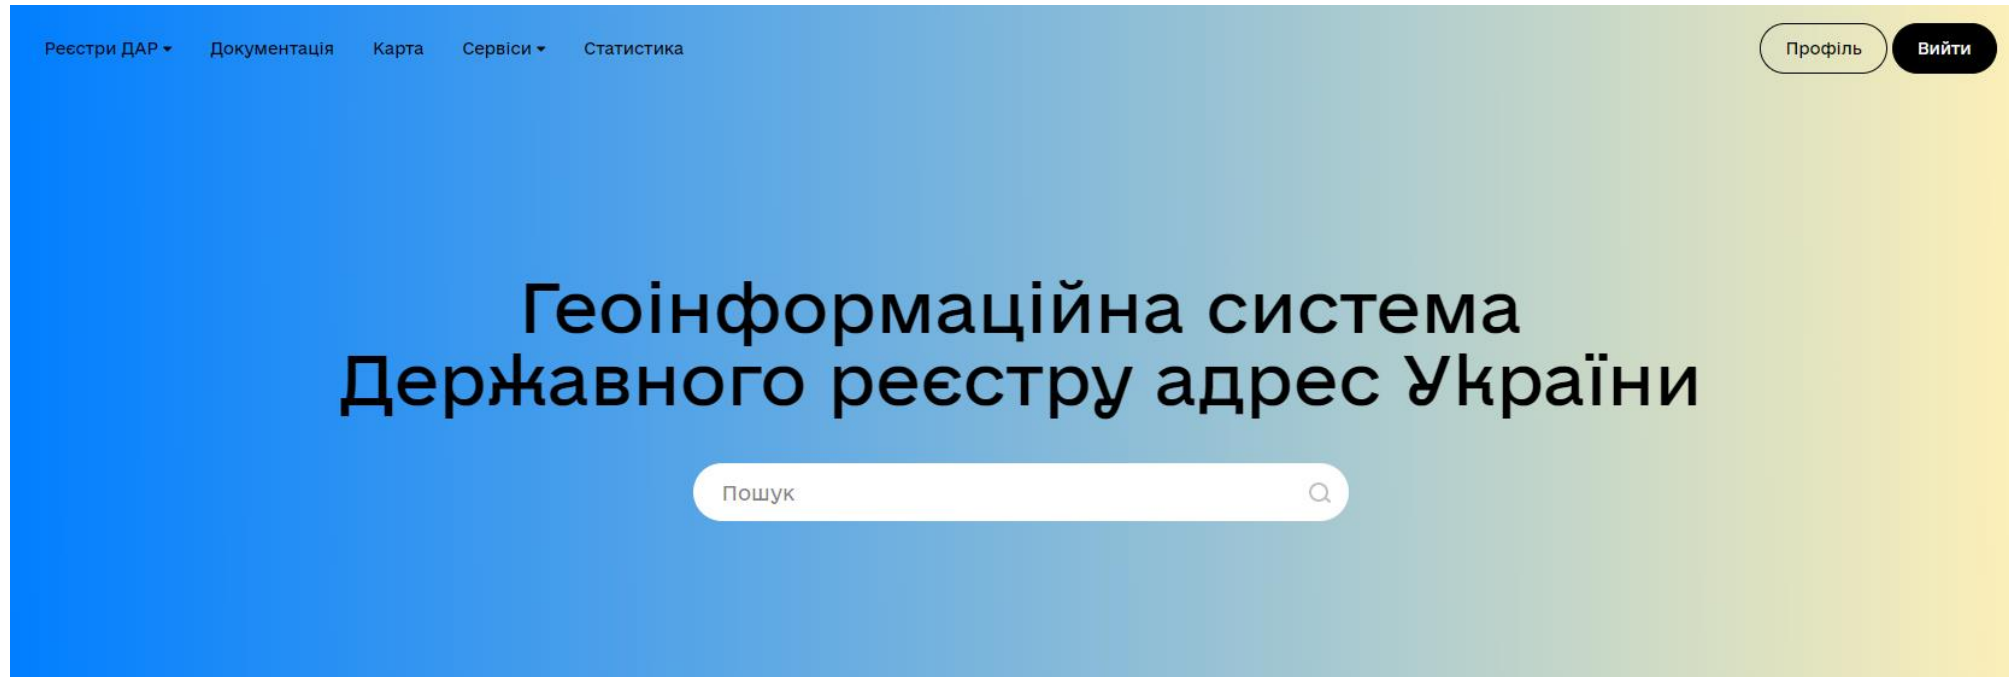 Реєстри ДАР Документація Карта Сервіси Статистика Профіль Вийти
Геоінформаційна система
Державного реєстру адрес України
Пошук